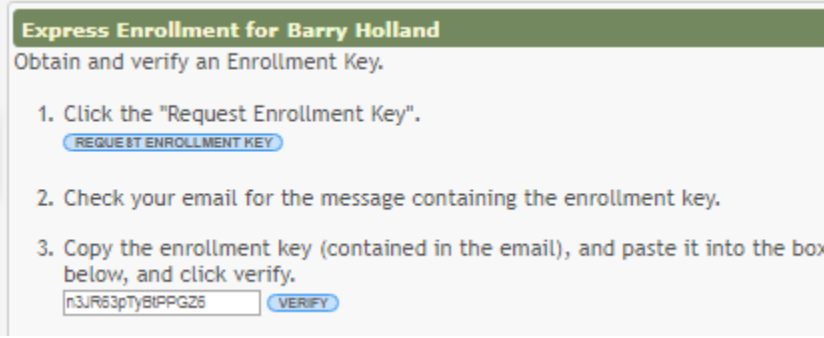 Express Enrollment for Barry Holland
Obtain and verify an Enrollment Key.
1. Click the "Request Enrollment Key".
REQUEST ENROLLMENT KEY
2. Check your email for the message containing the enrollment key.
3. Copy the enrollment key (contained in the email), and paste it into the box
below, and click verify.
n3JR63pTyBtPPGZ6 VERIFY